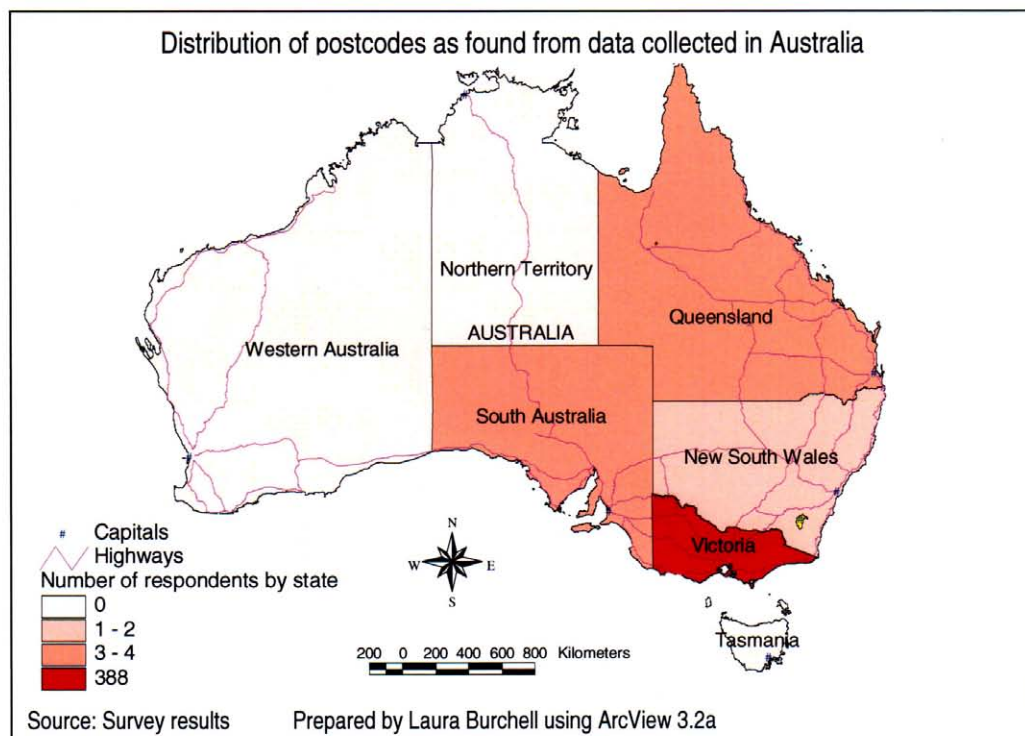 Distribution of postcodes as found from data collected in Australia
Northern Territory
AUSTRALIA
Western Australia
Queensland
South Australia
New South Wales
Victoria
Tasmania
# Capitals
Highways
Number of respondents by state
0
1 - 2
3 - 4
388
N
W E
S
200 0 200 400 600 800 Kilometers
Source: Survey results Prepared by Laura Burchell using ArcView 3.2a